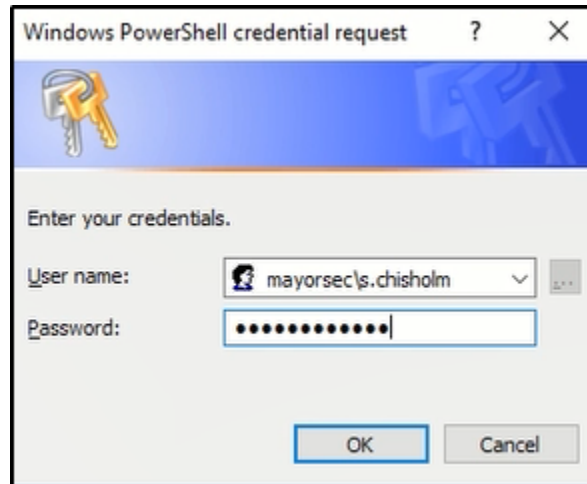 Windows PowerShell credential request ? ×
Enter your credentials.
User name: mayorsec\s.chisholm ...
Password: ●●●●●●●●●●●●
OK Cancel